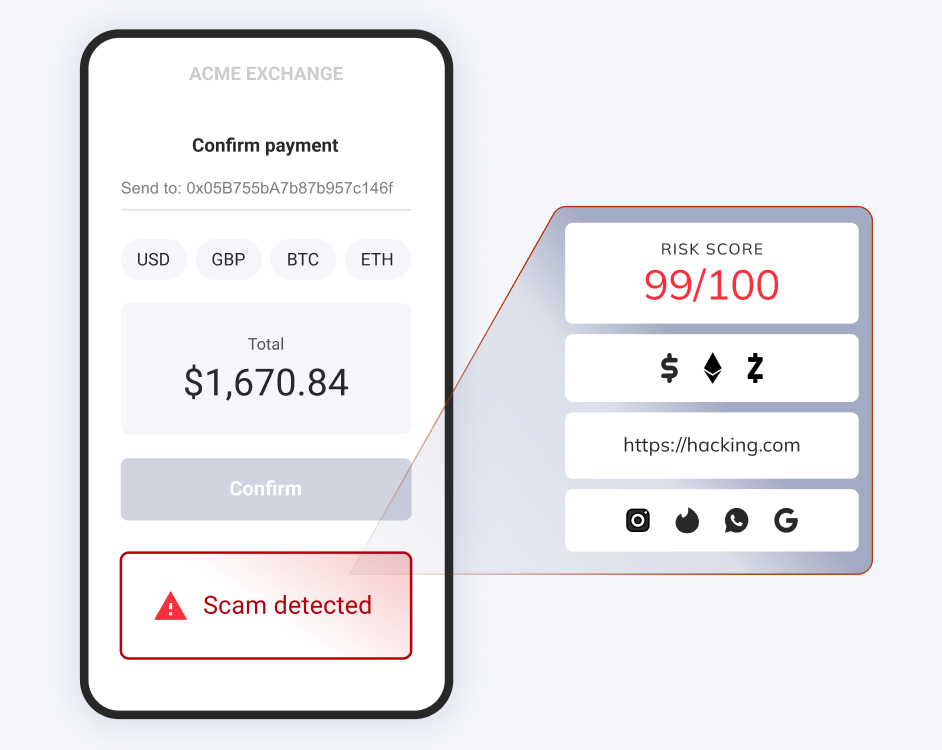 ACME EXCHANGE
Confirm payment
Send to: 0x05B755bA7b87b957c146f
USD GBP BTC ETH
Total
$1,670.84
Confirm
Scam detected
RISK SCORE
99/100
https://hacking.com